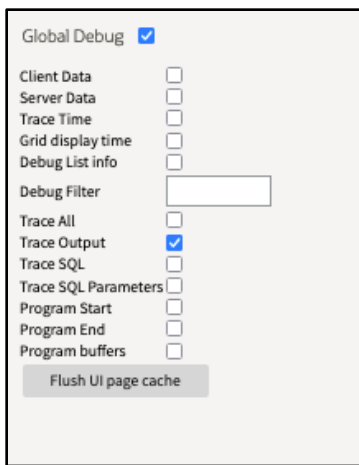 Global Debug
Client Data
Server Data
Trace Time
Grid display time
Debug List info
Debug Filter
Trace All
Trace Output
Trace SQL
Trace SQL Parameters
Program Start
Program End
Program buffers
Flush UI page cache